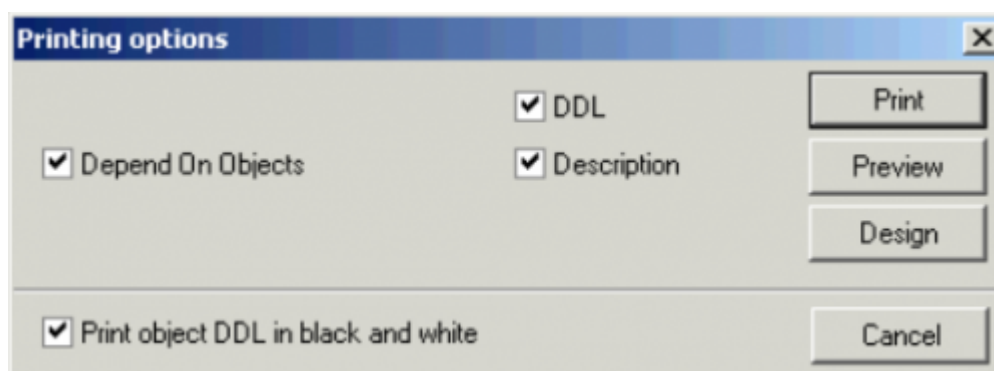 Printing options
DDL
Print
Depend On Objects
Description
Preview
Design
Print object DDL in black and white
Cancel